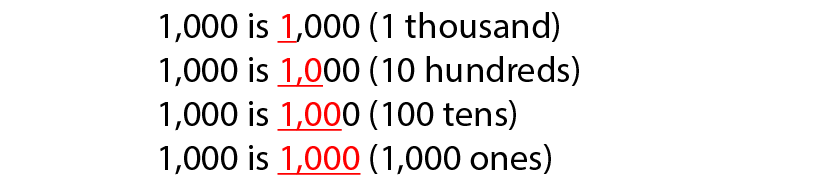 1,000 is 1,000 (1 thousand)
1,000 is 1,000 (10 hundreds)
1,000 is 1,000 (100 tens)
1,000 is 1,000 (1,000 ones)